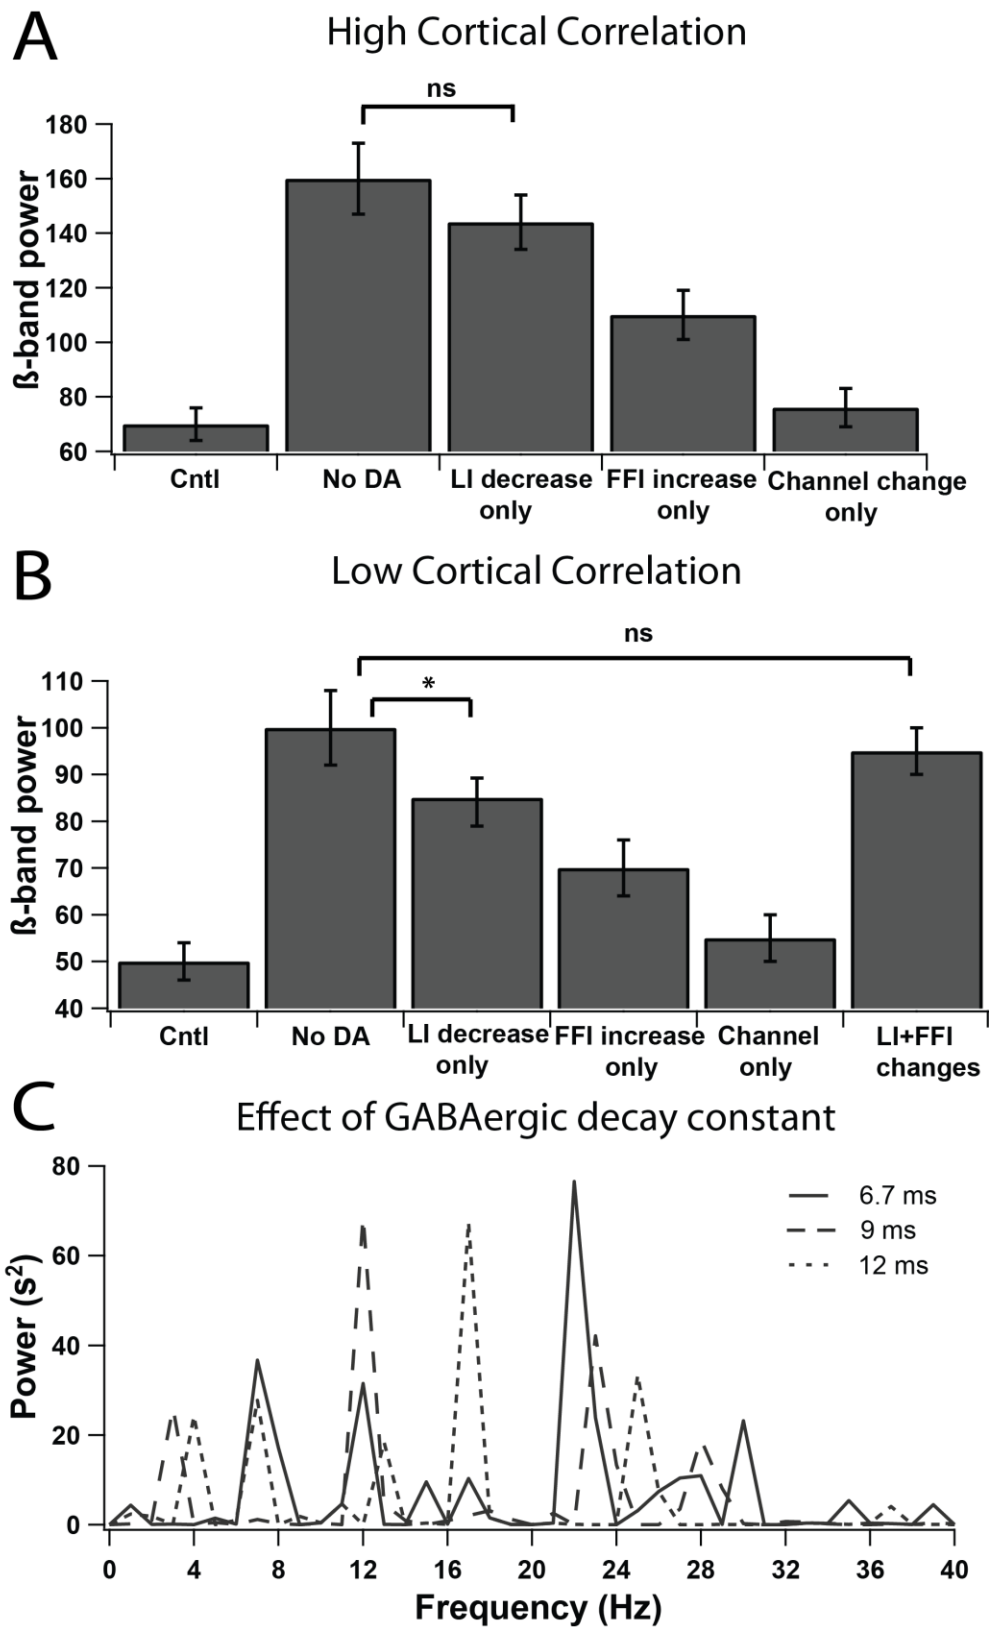 A
High Cortical Correlation
ns
180
160
140
120
100
80
60
ß-band power
Cntl
No DA
LI decrease
only
FFI increase
only
Channel change
only
B
Low Cortical Correlation
ns
*
110
100
90
80
70
60
50
40
ß-band power
Cntl
No DA
LI decrease
only
FFI increase
only
Channel
only
LI+FFI
changes
C
Effect of GABAergic decay constant
80
60
40
20
0
Power (s²)
6.7 ms
9 ms
12 ms
0 4 8 12 16 20 24 28 32 36 40
Frequency (Hz)